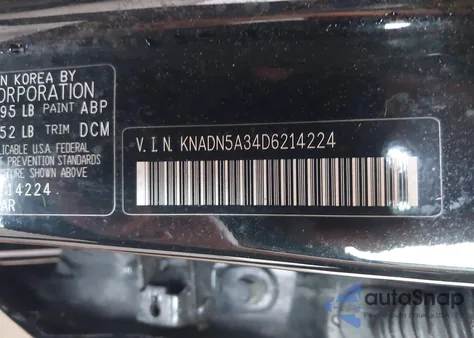 N KOREA BY
ORPORATION
95 LB PAINT ABP
52 LB TRIM DCM
LICABLE U.S.A. FEDERAL
T PREVENTION STANDARDS
CTURE SHOWN ABOVE
14224
AR
V.I.N. KNADN5A34D6214224
autoSnap